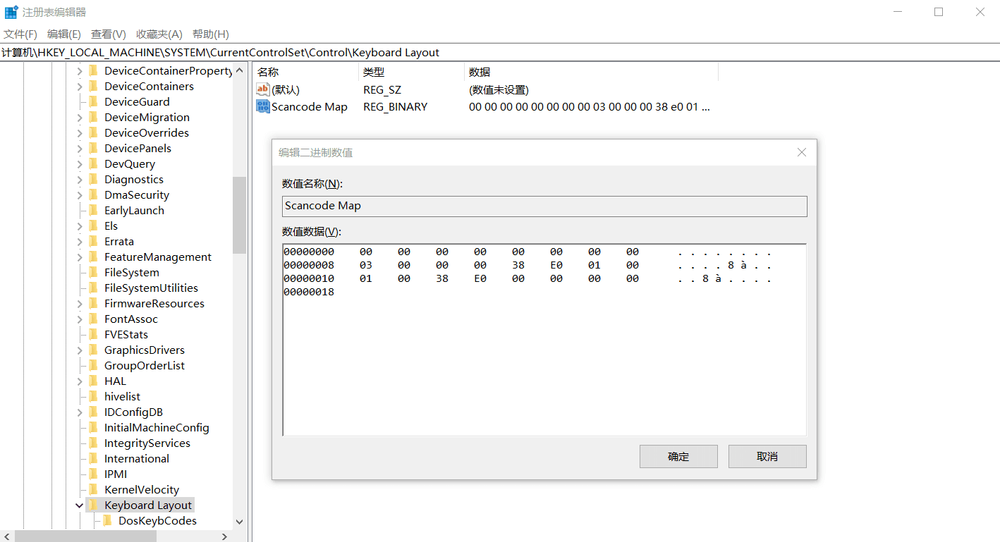 注册表编辑器
文件(F) 编辑(E) 查看(V) 收藏夹(A) 帮助(H)
计算机\HKEY_LOCAL_MACHINE\SYSTEM\CurrentControlSet\Control\Keyboard Layout
DeviceContainerProperty
DeviceContainers
DeviceGuard
DeviceMigration
DeviceOverrides
DevicePanels
DevQuery
Diagnostics
DmaSecurity
EarlyLaunch
Els
Errata
FeatureManagement
FileSystem
FileSystemUtilities
FirmwareResources
FontAssoc
FVEStats
GraphicsDrivers
GroupOrderList
HAL
hivelist
IDConfigDB
InitialMachineConfig
IntegrityServices
International
IPMI
KernelVelocity
Keyboard Layout
DosKeybCodes
名称 类型 数据
(默认) REG_SZ (数值未设置)
Scancode Map REG_BINARY 00 00 00 00 00 00 00 00 03 00 00 00 38 e0 01 ...
编辑二进制数值
数值名称(N):
Scancode Map
数值数据(V):
00000000 00 00 00 00 00 00 00 00 . . . . . . . .
00000008 03 00 00 00 38 E0 01 00 . . . . 8 à . .
00000010 01 00 38 E0 00 00 00 00 . . 8 à . . . .
00000018
确定 取消